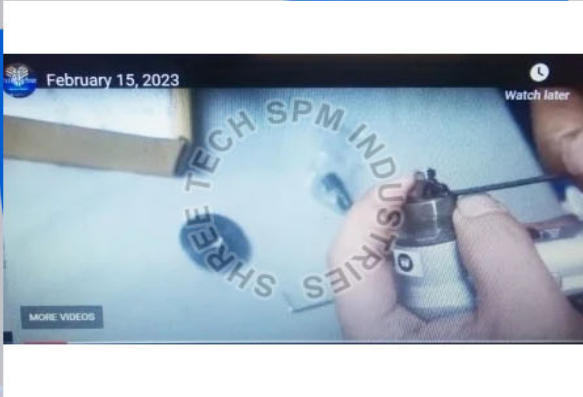 February 15, 2023
Watch later
SHREE TECH SPM INDUSTRIES
MORE VIDEOS